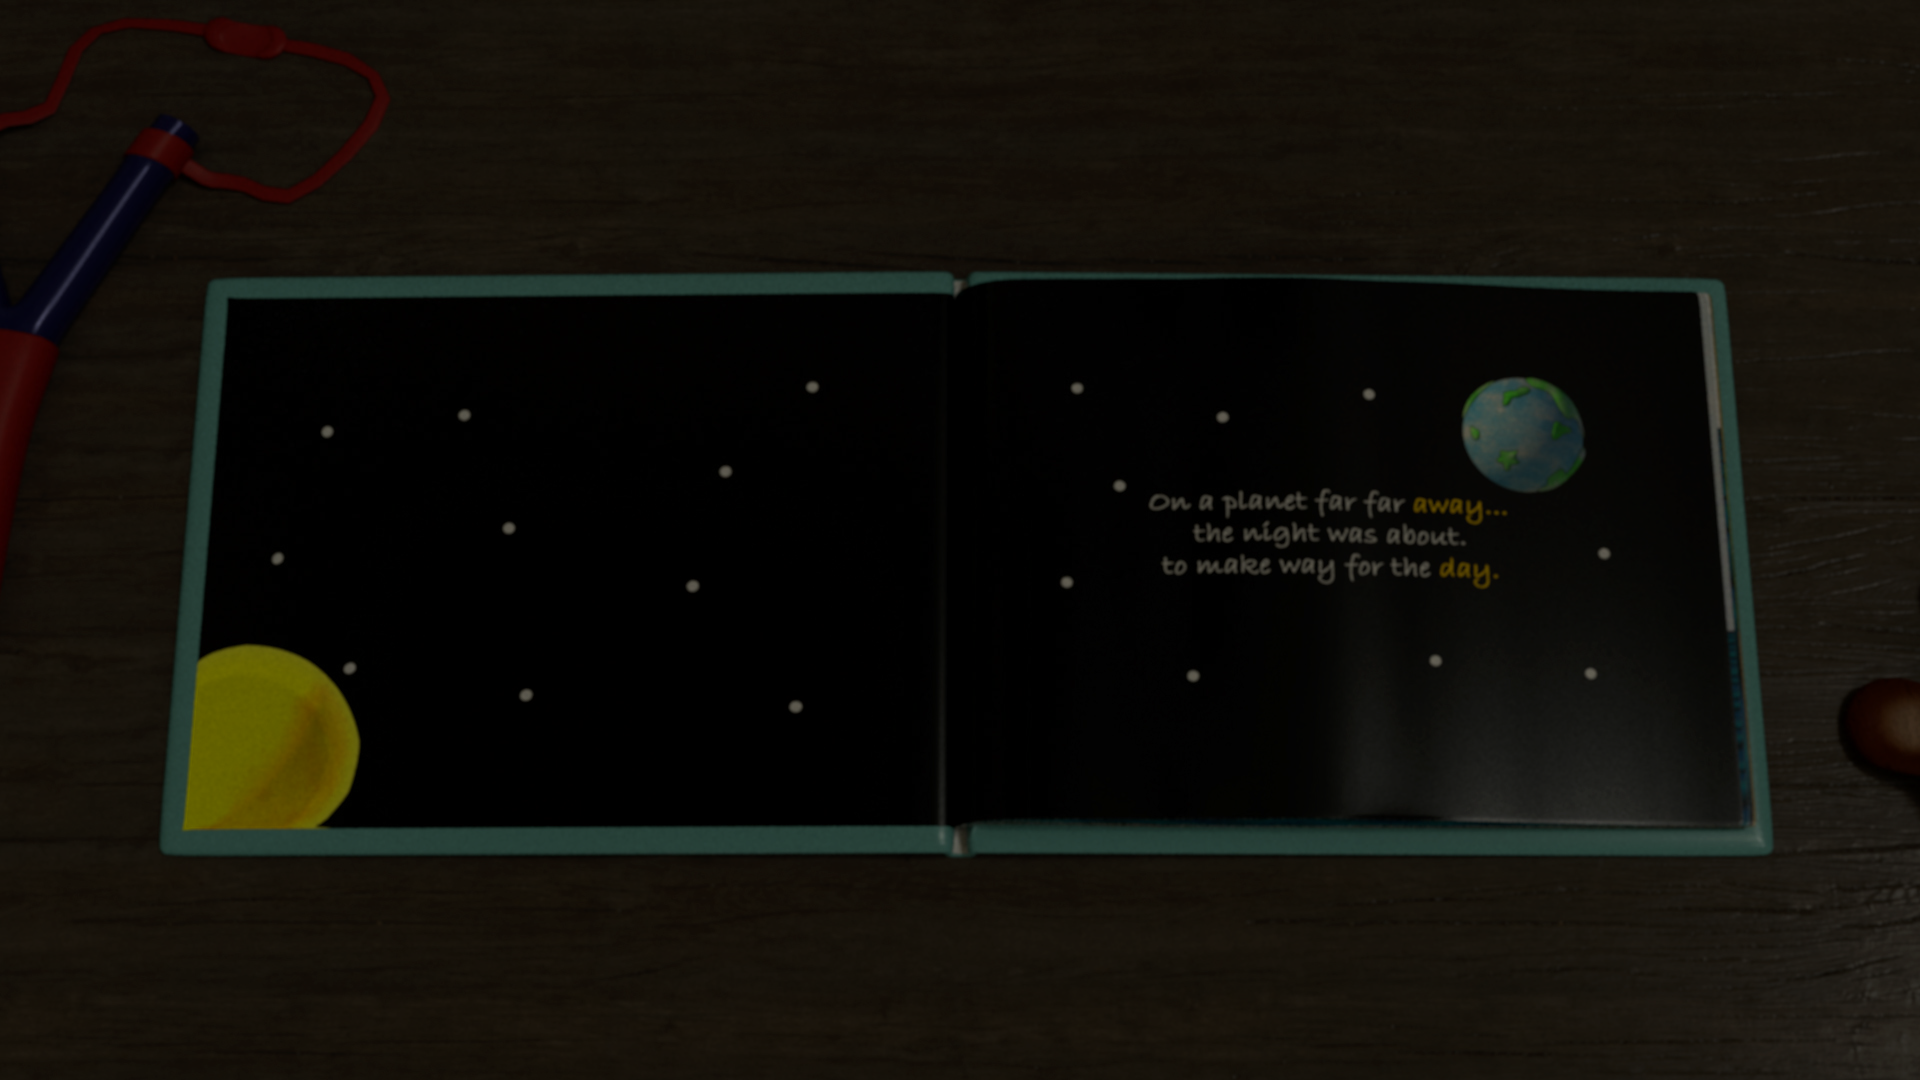 On a planet far far away...
the night was about.
to make way for the day.